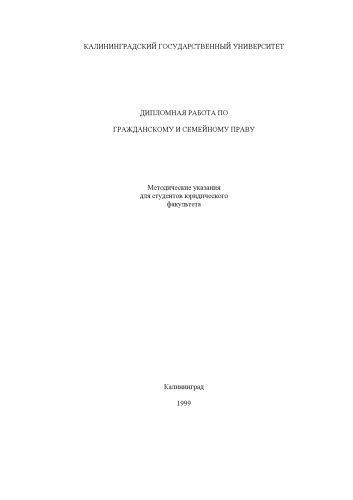 КАЛИНИНГРАДСКИЙ ГОСУДАРСТВЕННЫЙ УНИВЕРСИТЕТ
ДИПЛОМНАЯ РАБОТА ПО
ГРАЖДАНСКОМУ И СЕМЕЙНОМУ ПРАВУ
Методические указания
для студентов юридического
факультета
Калининград
1999